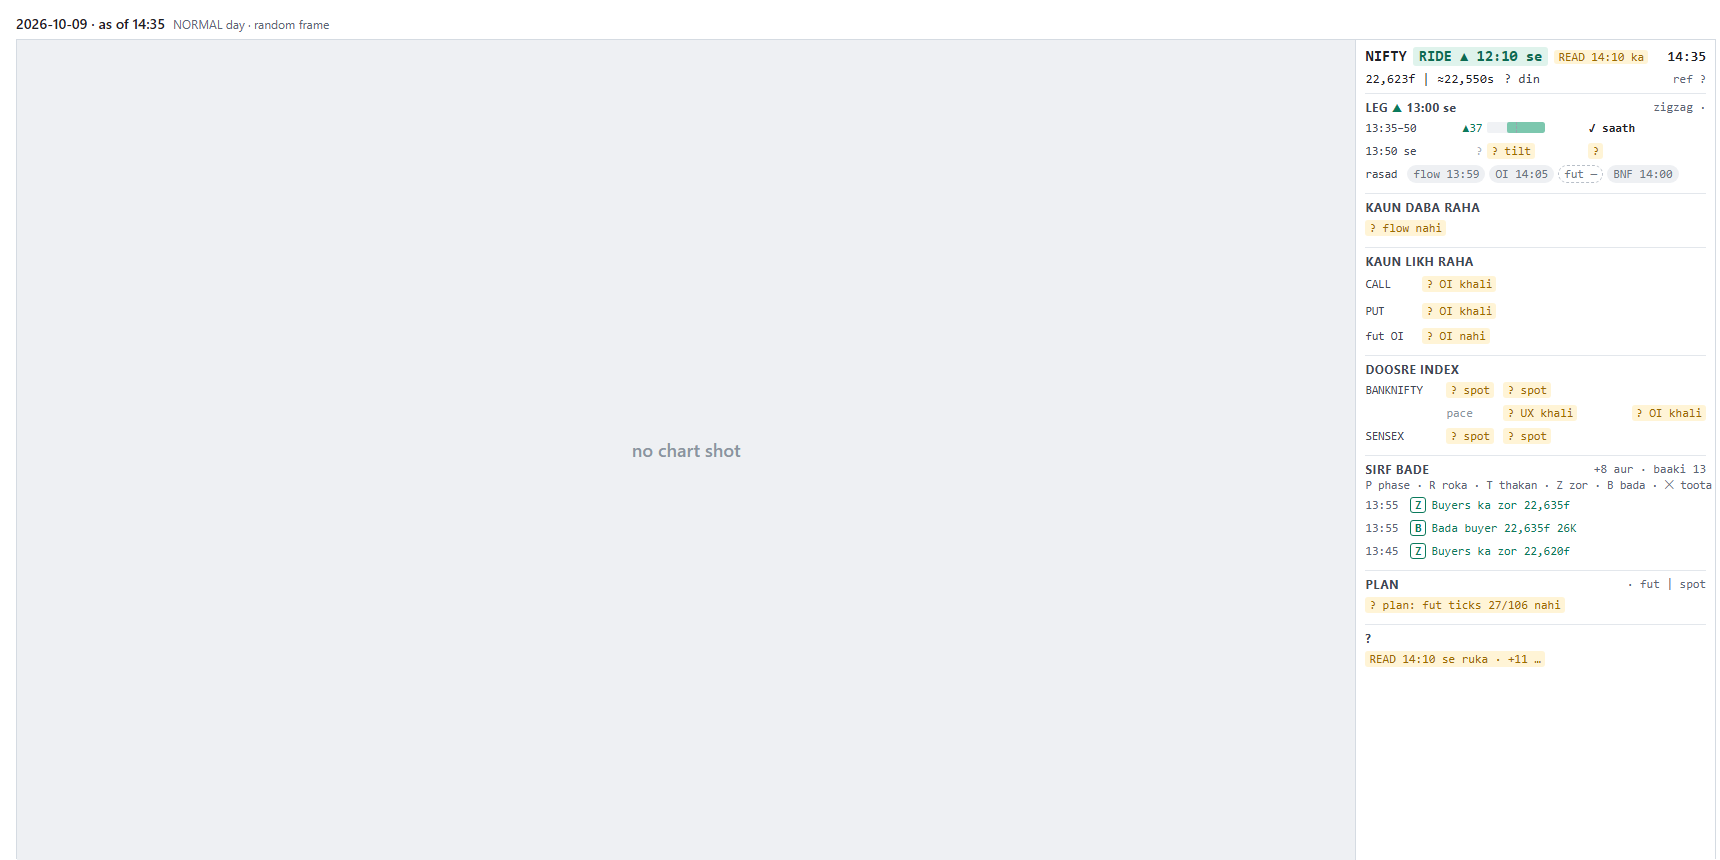 2026-10-09 · as of 14:35 NORMAL day · random frame
no chart shot
NIFTY RIDE ▲ 12:10 se READ 14:10 ka 14:35
22,623f | ≈22,550s ? din ref ?
LEG ▲ 13:00 se zigzag ·
13:35–50 ▲37 ✓ saath
13:50 se ? ? tilt ?
rasad flow 13:59 OI 14:05 fut — BNF 14:00
KAUN DABA RAHA
? flow nahi
KAUN LIKH RAHA
CALL ? OI khali
PUT ? OI khali
fut OI ? OI nahi
DOOSRE INDEX
BANKNIFTY ? spot ? spot
pace ? UX khali ? OI khali
SENSEX ? spot ? spot
SIRF BADE +8 aur · baaki 13
P phase · R roka · T thakan · Z zor · B bada · ✕ toota
13:55 Z Buyers ka zor 22,635f
13:55 B Bada buyer 22,635f 26K
13:45 Z Buyers ka zor 22,620f
PLAN · fut | spot
? plan: fut ticks 27/106 nahi
?
READ 14:10 se ruka · +11 …